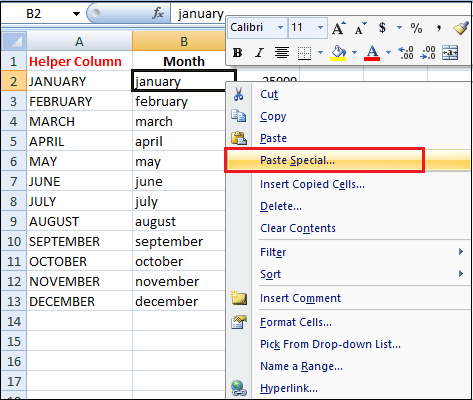 B2 fx january
Calibri 11 A A $ % , 
B I A .00 .0
A B
1 Helper Column Month
2 JANUARY january 25000
3 FEBRUARY february
4 MARCH march
5 APRIL april
6 MAY may
7 JUNE june
8 JULY july
9 AUGUST august
10 SEPTEMBER september
11 OCTOBER october
12 NOVEMBER november
13 DECEMBER december
14
15
16
17
Cut
Copy
Paste
Paste Special...
Insert Copied Cells...
Delete...
Clear Contents
Filter
Sort
Insert Comment
Format Cells...
Pick From Drop-down List...
Name a Range...
Hyperlink...